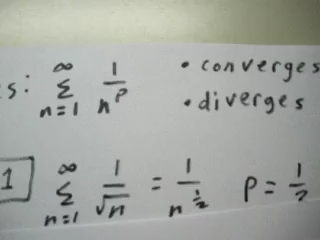 s: ∞ Σ n=1 1/n^p • converges
• diverges
1 ∞ Σ n=1 1/√n = 1/n^(1/2) P = 1/2